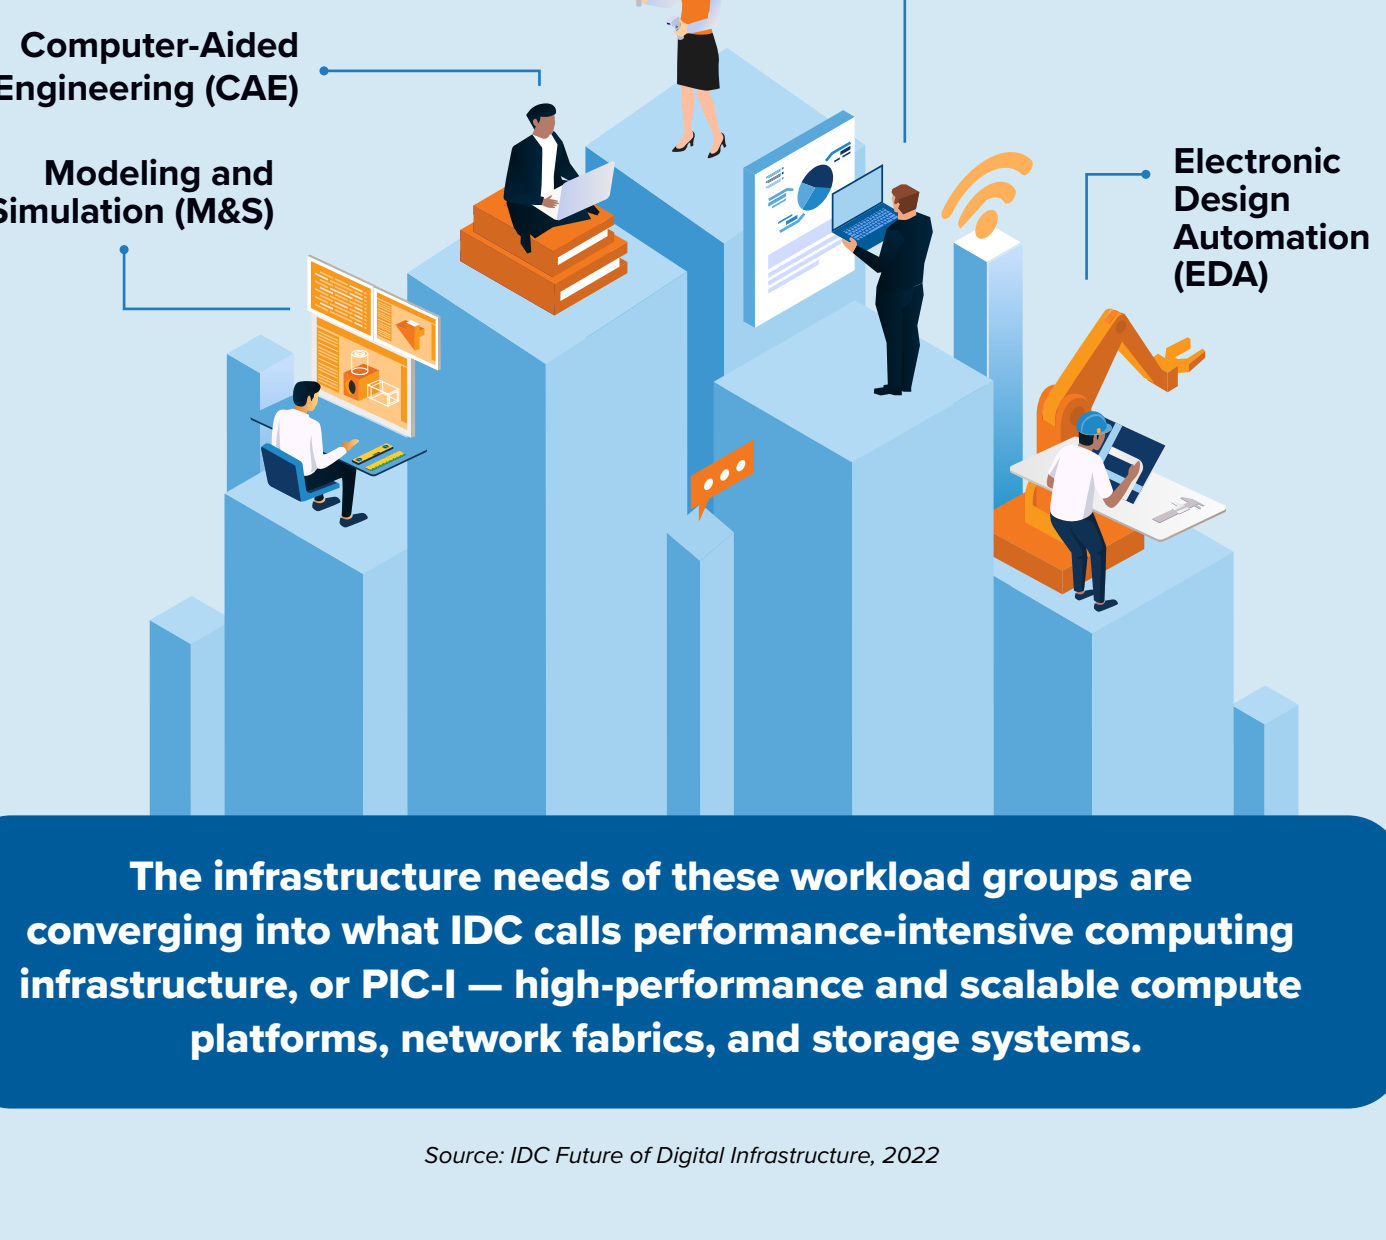 Computer-Aided
Engineering (CAE)
Modeling and
Simulation (M&S)
Electronic
Design
Automation
(EDA)
The infrastructure needs of these workload groups are
converging into what IDC calls performance-intensive computing
infrastructure, or PIC-I — high-performance and scalable compute
platforms, network fabrics, and storage systems.
Source: IDC Future of Digital Infrastructure, 2022